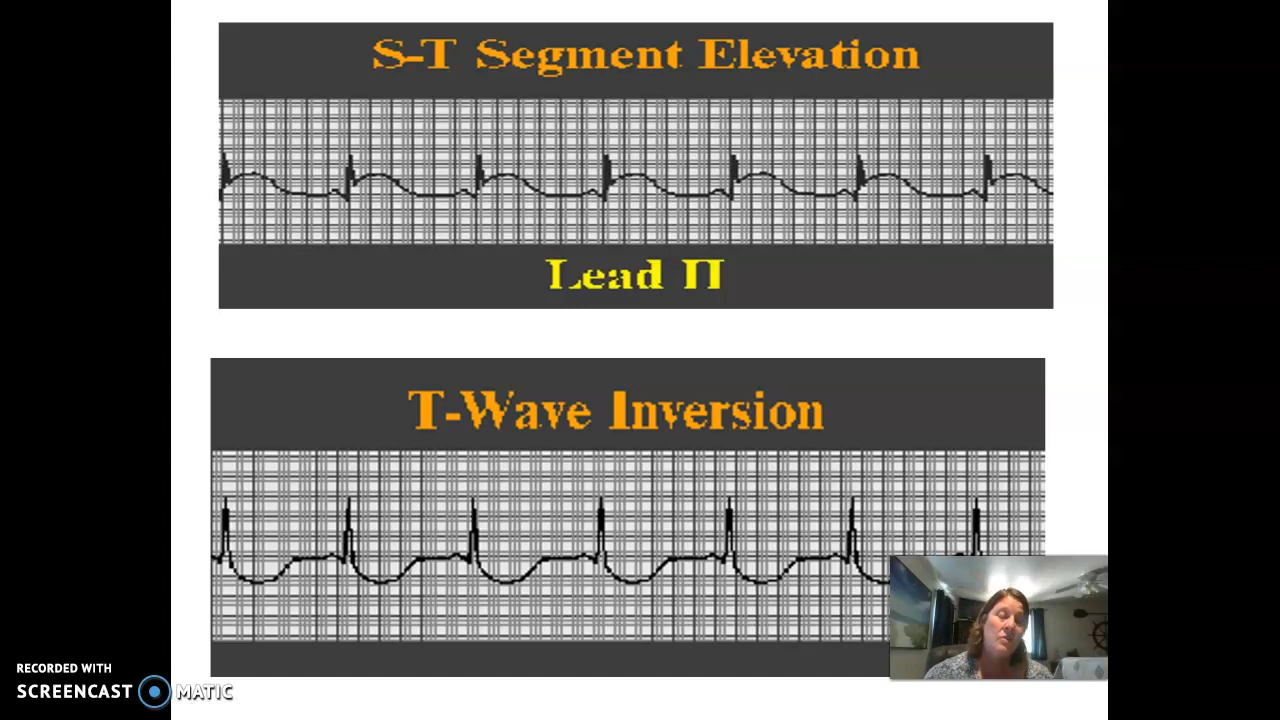 S-T Segment Elevation
Lead II
T-Wave Inversion
RECORDED WITH
SCREENCAST MATIC